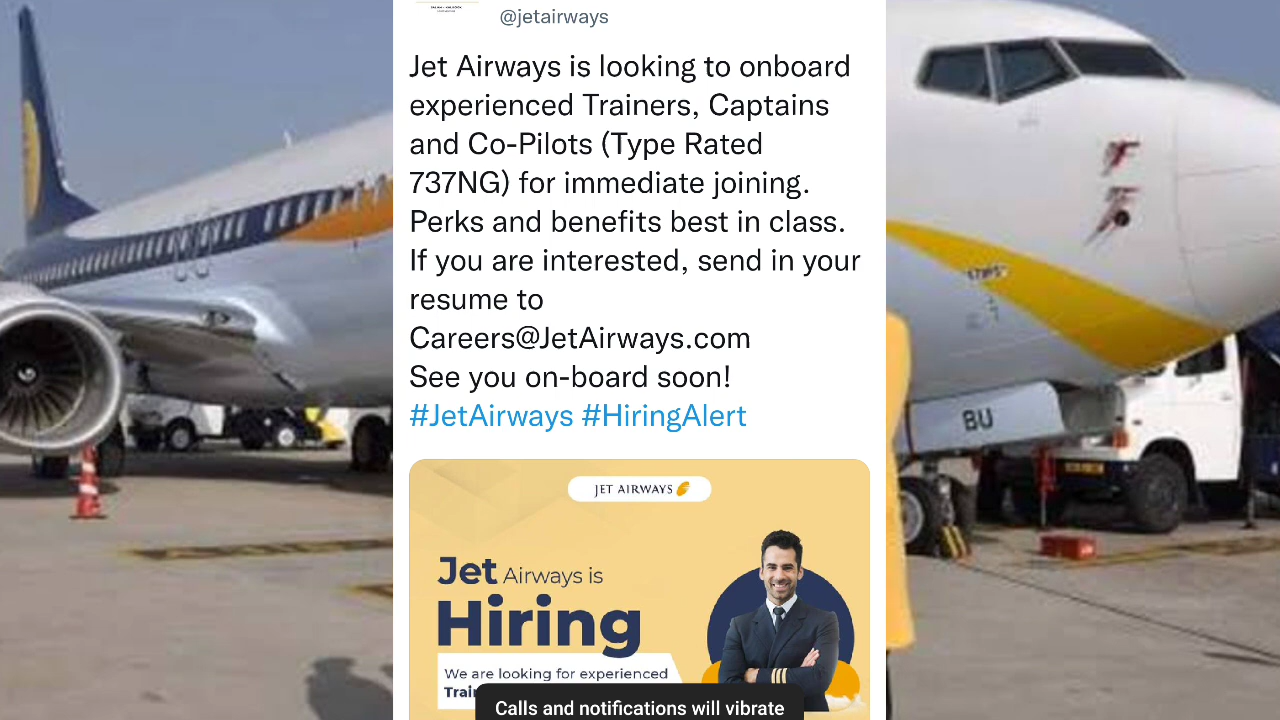 @jetairways
Jet Airways is looking to onboard
experienced Trainers, Captains
and Co-Pilots (Type Rated
737NG) for immediate joining.
Perks and benefits best in class.
If you are interested, send in your
resume to
Careers@JetAirways.com
See you on-board soon!
#JetAirways #HiringAlert
JET AIRWAYS
Jet Airways is
Hiring
We are looking for experienced
Train
Calls and notifications will vibrate
BU